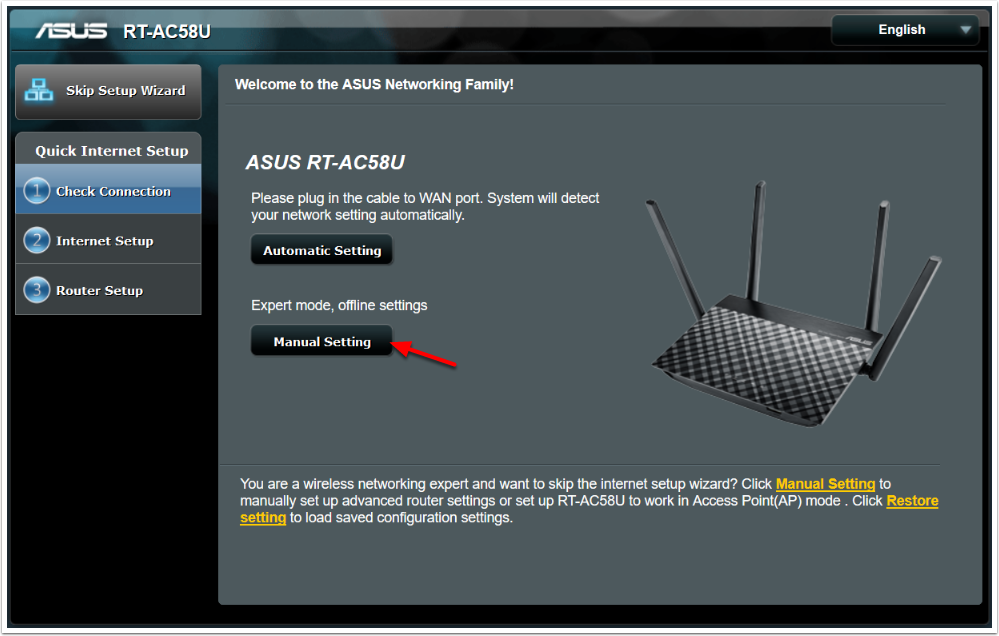 ASUS RT-AC58U
English
Skip Setup Wizard
Welcome to the ASUS Networking Family!
Quick Internet Setup
1 Check Connection
2 Internet Setup
3 Router Setup
ASUS RT-AC58U
Please plug in the cable to WAN port. System will detect
your network setting automatically.
Automatic Setting
Expert mode, offline settings
Manual Setting
ASUS
You are a wireless networking expert and want to skip the internet setup wizard? Click Manual Setting to
manually set up advanced router settings or set up RT-AC58U to work in Access Point(AP) mode . Click Restore
setting to load saved configuration settings.